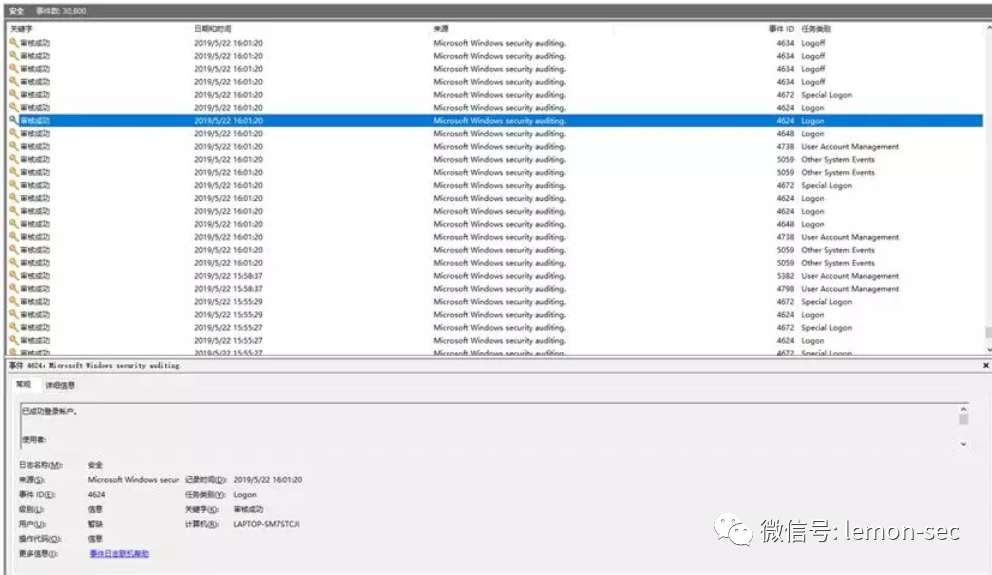 安全 事件数: 30,800
关键字 日期和时间 来源 事件 ID 任务类别
审核成功 2019/5/22 16:01:20 Microsoft Windows security auditing. 4634 Logoff
审核成功 2019/5/22 16:01:20 Microsoft Windows security auditing. 4634 Logoff
审核成功 2019/5/22 16:01:20 Microsoft Windows security auditing. 4634 Logoff
审核成功 2019/5/22 16:01:20 Microsoft Windows security auditing. 4634 Logoff
审核成功 2019/5/22 16:01:20 Microsoft Windows security auditing. 4672 Special Logon
审核成功 2019/5/22 16:01:20 Microsoft Windows security auditing. 4624 Logon
审核成功 2019/5/22 16:01:20 Microsoft Windows security auditing. 4624 Logon
审核成功 2019/5/22 16:01:20 Microsoft Windows security auditing. 4648 Logon
审核成功 2019/5/22 16:01:20 Microsoft Windows security auditing. 4738 User Account Management
审核成功 2019/5/22 16:01:20 Microsoft Windows security auditing. 5059 Other System Events
审核成功 2019/5/22 16:01:20 Microsoft Windows security auditing. 5059 Other System Events
审核成功 2019/5/22 16:01:20 Microsoft Windows security auditing. 4672 Special Logon
审核成功 2019/5/22 16:01:20 Microsoft Windows security auditing. 4624 Logon
审核成功 2019/5/22 16:01:20 Microsoft Windows security auditing. 4624 Logon
审核成功 2019/5/22 16:01:20 Microsoft Windows security auditing. 4648 Logon
审核成功 2019/5/22 16:01:20 Microsoft Windows security auditing. 4738 User Account Management
审核成功 2019/5/22 16:01:20 Microsoft Windows security auditing. 5059 Other System Events
审核成功 2019/5/22 16:01:20 Microsoft Windows security auditing. 5059 Other System Events
审核成功 2019/5/22 15:58:37 Microsoft Windows security auditing. 5382 User Account Management
审核成功 2019/5/22 15:58:37 Microsoft Windows security auditing. 4798 User Account Management
审核成功 2019/5/22 15:55:29 Microsoft Windows security auditing. 4672 Special Logon
审核成功 2019/5/22 15:55:29 Microsoft Windows security auditing. 4624 Logon
审核成功 2019/5/22 15:55:27 Microsoft Windows security auditing. 4672 Special Logon
审核成功 2019/5/22 15:55:27 Microsoft Windows security auditing. 4624 Logon
审核成功 2019/5/22 15:55:27 Microsoft Windows security auditing. 4672 Special Logon
事件 4624, Microsoft Windows security auditing.
常规 详细信息
已成功登录帐户。
使用者:
日志名称(M): 安全
来源(S): Microsoft Windows secur 记录时间(D): 2019/5/22 16:01:20
事件 ID(E): 4624 任务类别(Y): Logon
级别(L): 信息 关键字(K): 审核成功
用户(U): 暂缺 计算机(R): LAPTOP-SM7STCJI
操作代码(O): 信息
更多信息(I): 事件日志联机帮助
微信号: lemon-sec